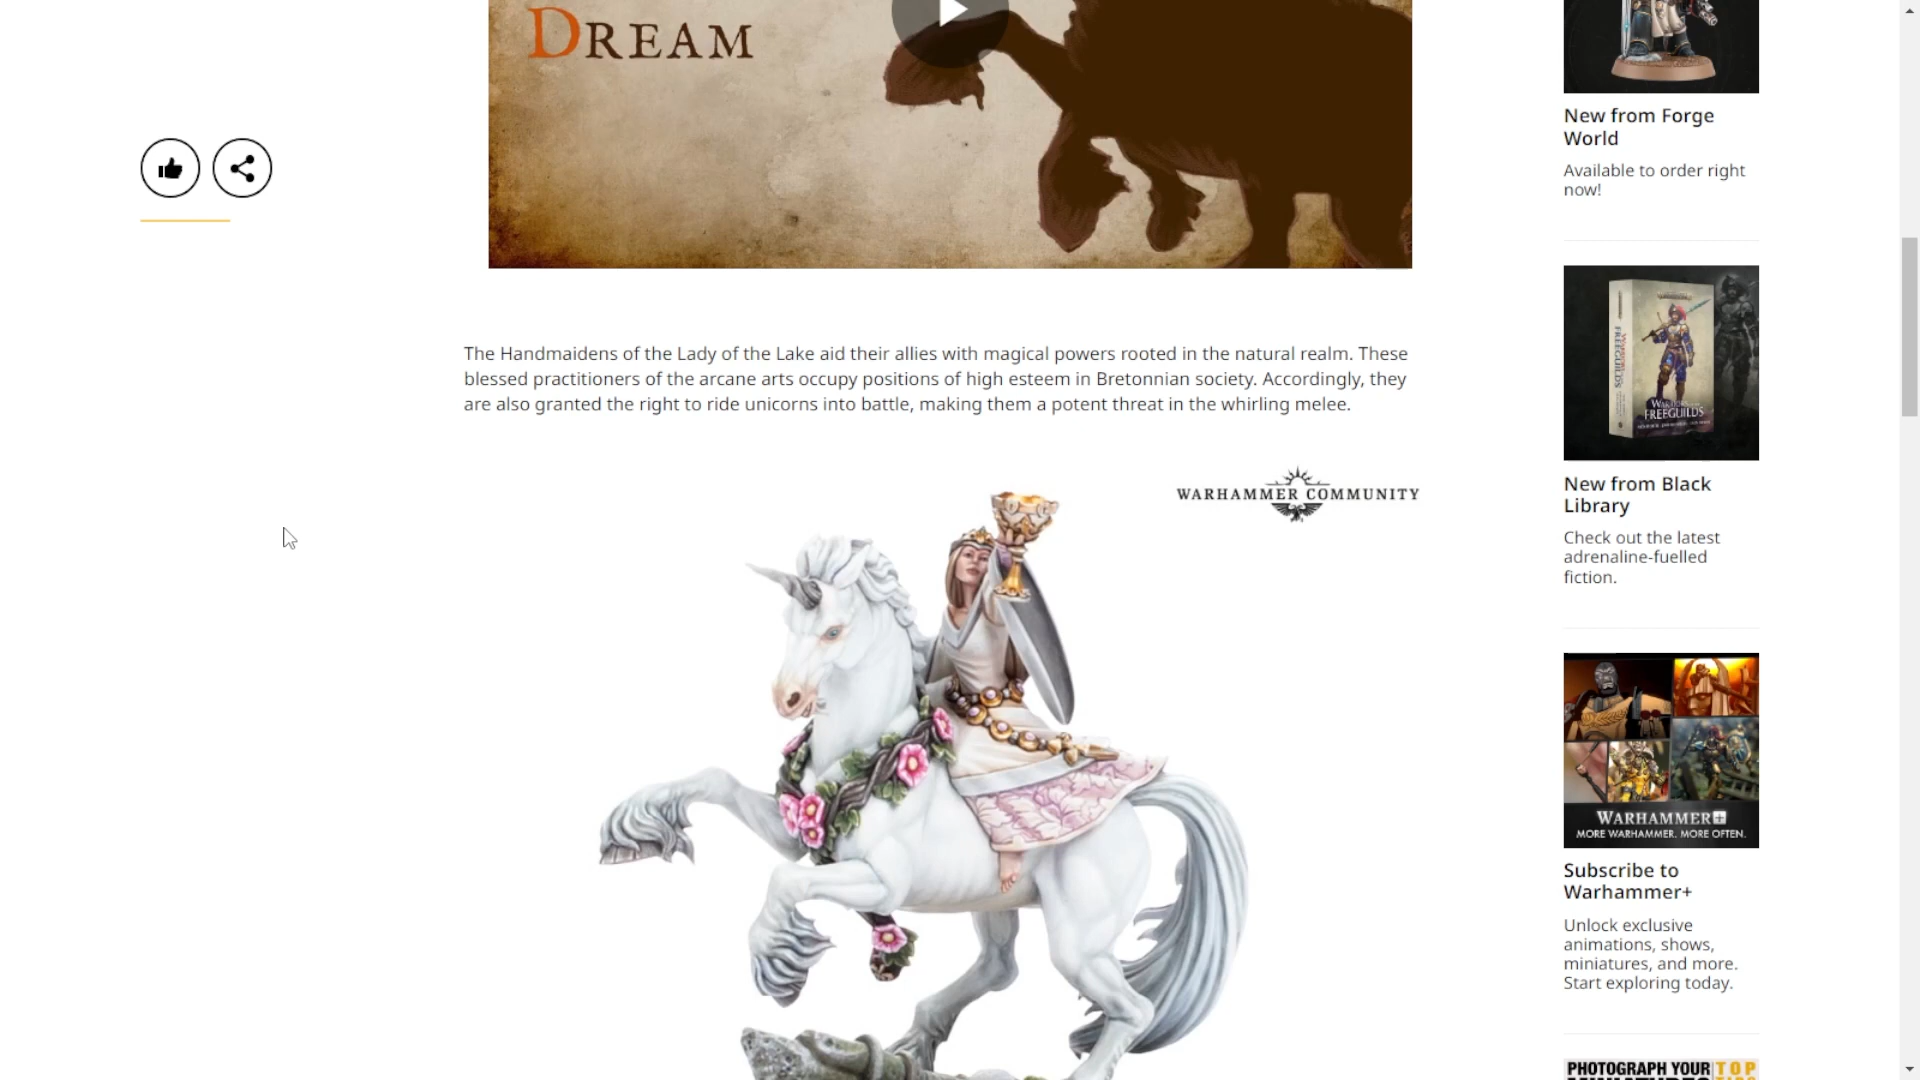 DREAM
New from Forge
World
Available to order right
now!
The Handmaidens of the Lady of the Lake aid their allies with magical powers rooted in the natural realm. These
blessed practitioners of the arcane arts occupy positions of high esteem in Bretonnian society. Accordingly, they
are also granted the right to ride unicorns into battle, making them a potent threat in the whirling melee.
WARHAMMER COMMUNITY
FREEGUILDS
New from Black
Library
Check out the latest
adrenaline-fuelled
fiction.
WARHAMMER+
MORE WARHAMMER. MORE OFTEN.
Subscribe to
Warhammer+
Unlock exclusive
animations, shows,
miniatures, and more.
Start exploring today.
PHOTOGRAPH YOUR TOP